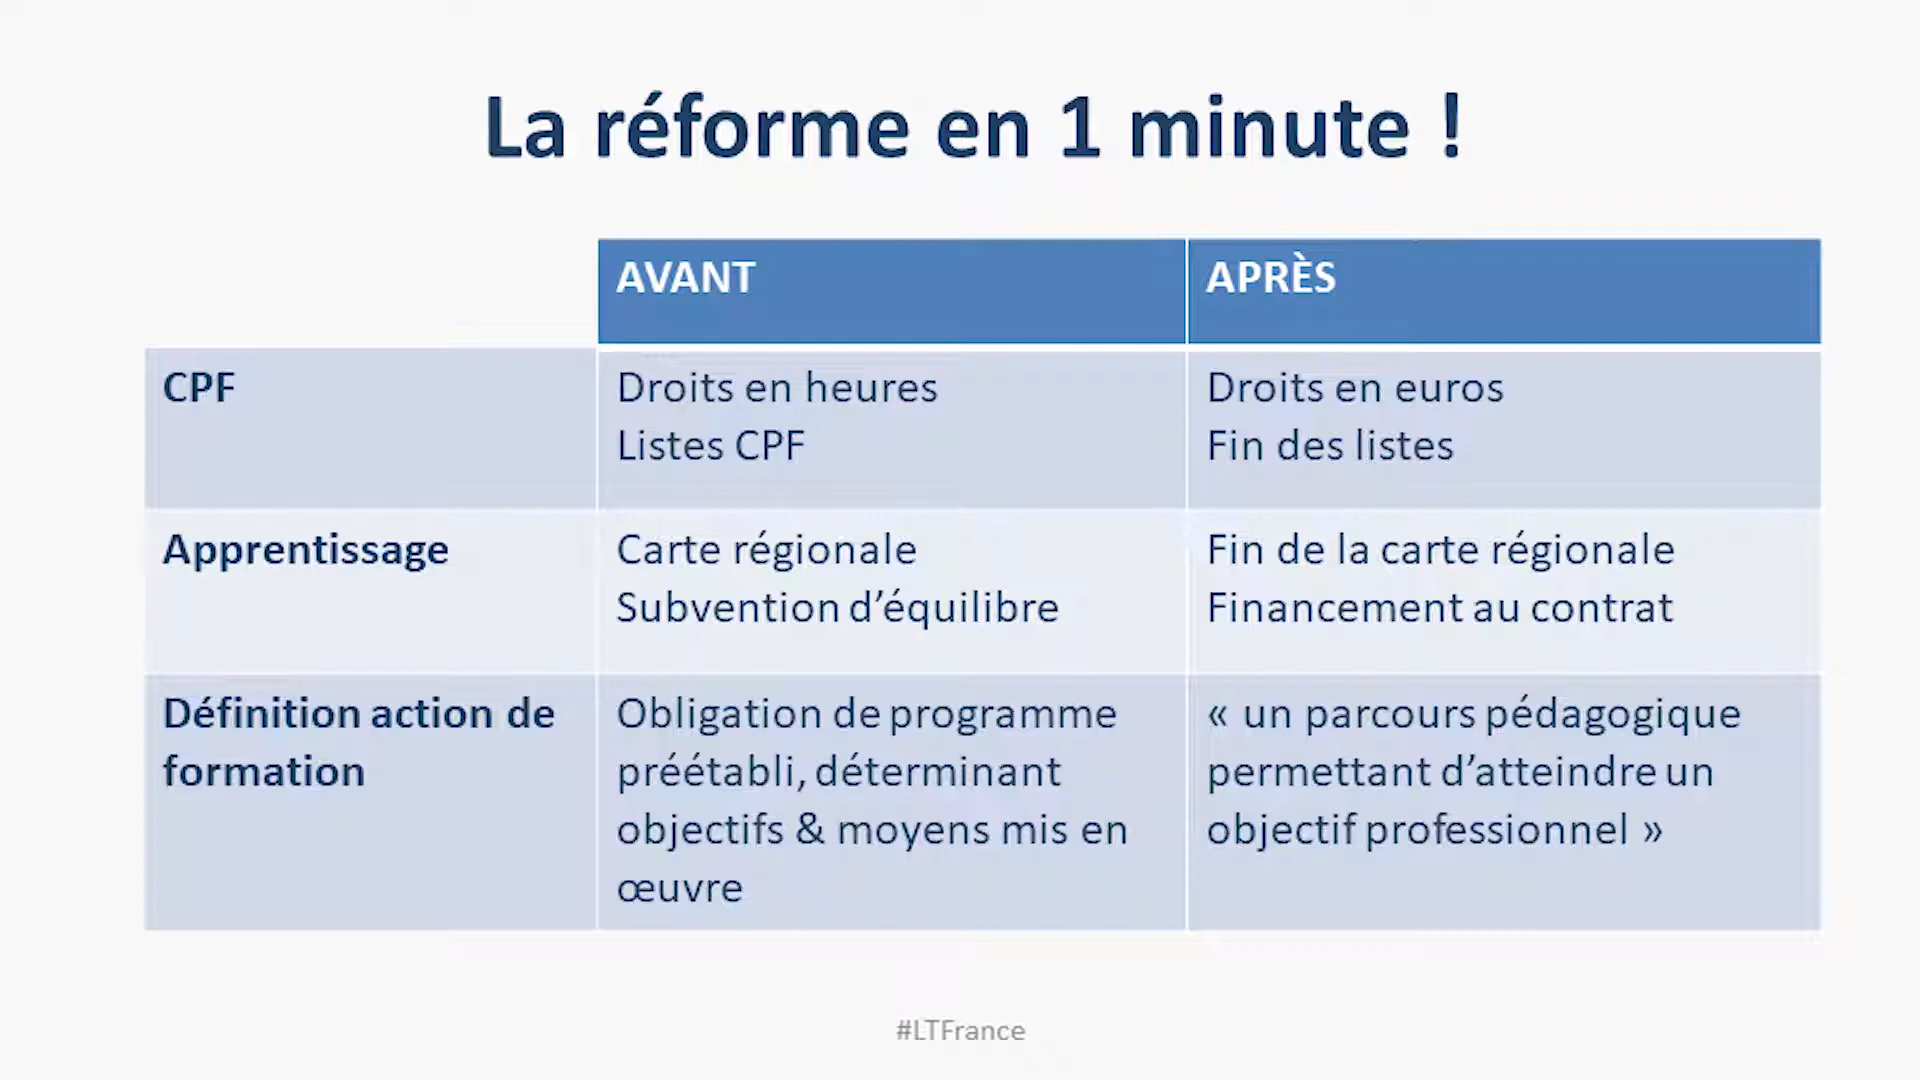 La réforme en 1 minute !
AVANT
APRÈS
CPF
Droits en heures
Listes CPF
Droits en euros
Fin des listes
Apprentissage
Carte régionale
Subvention d’équilibre
Fin de la carte régionale
Financement au contrat
Définition action de
formation
Obligation de programme
préétabli, déterminant
objectifs & moyens mis en
œuvre
« un parcours pédagogique
permettant d’atteindre un
objectif professionnel »
#LTFrance